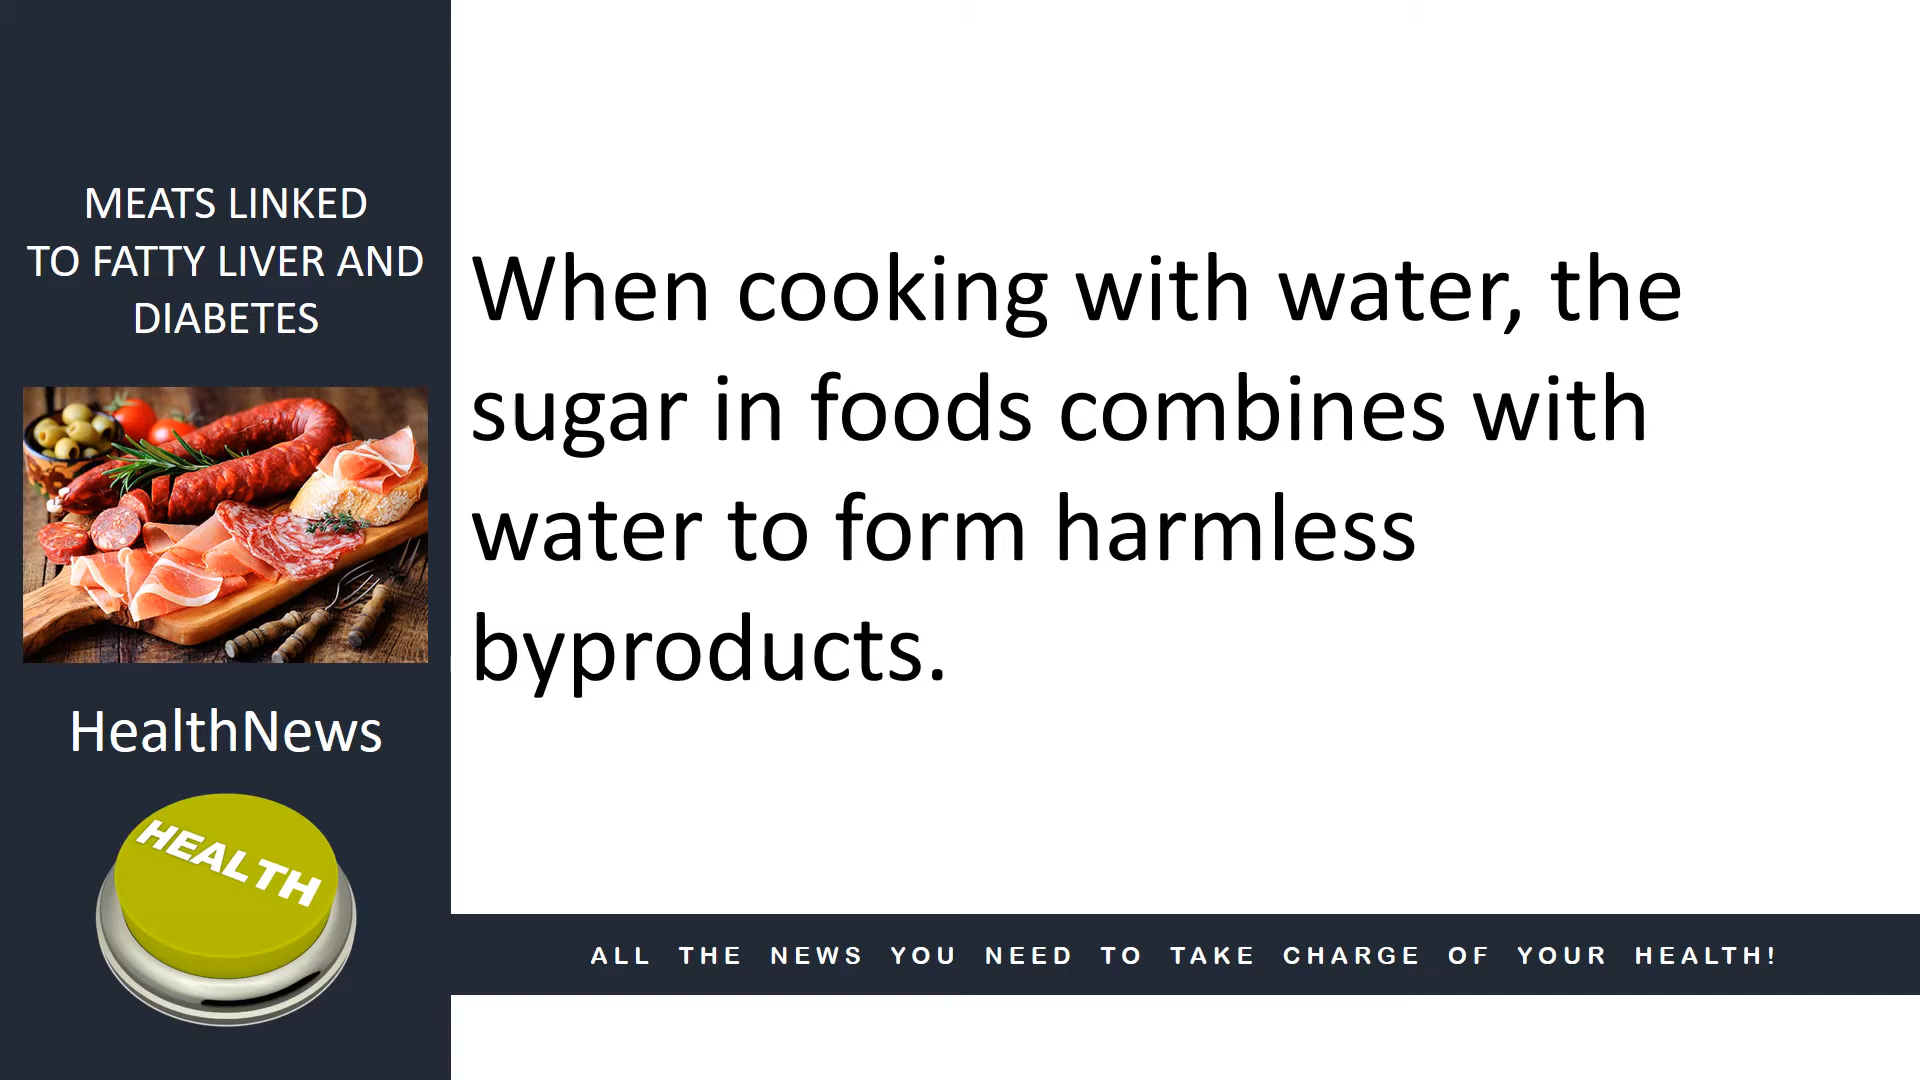 MEATS LINKED
TO FATTY LIVER AND
DIABETES
HealthNews
HEALTH
When cooking with water, the
sugar in foods combines with
water to form harmless
byproducts.
ALL THE NEWS YOU NEED TO TAKE CHARGE OF YOUR HEALTH!